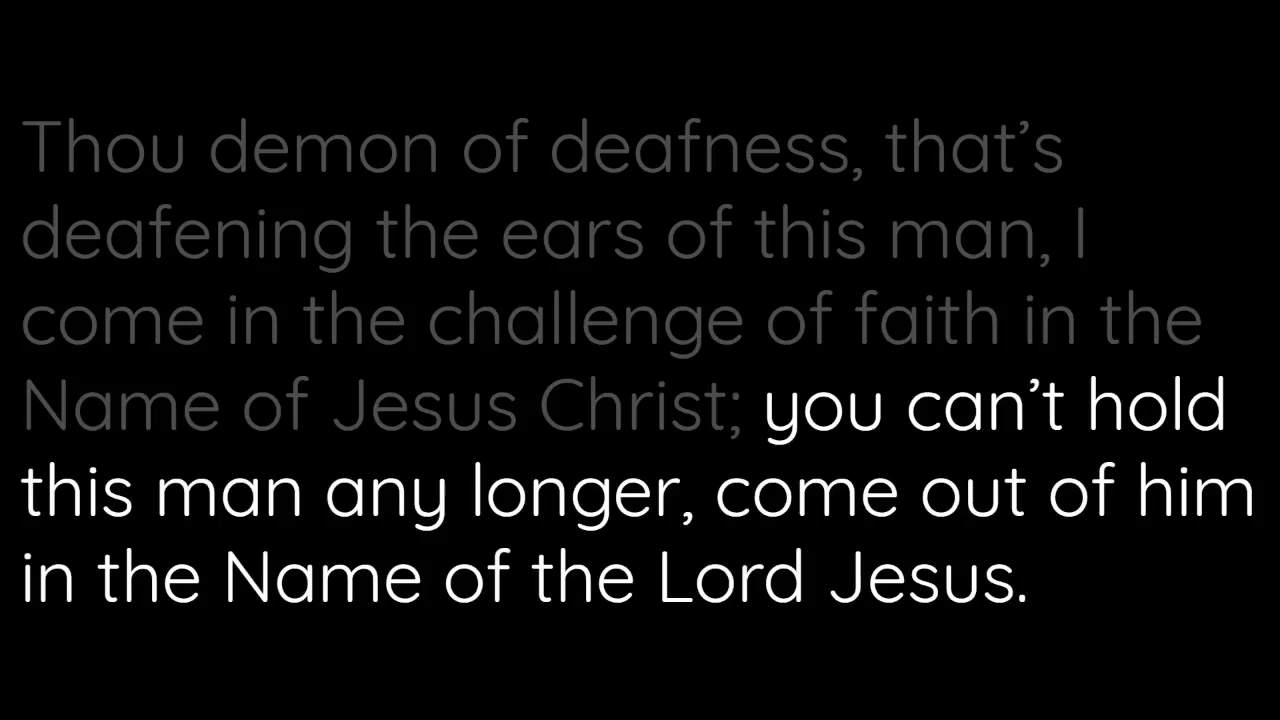 Thou demon of deafness, that’s
deafening the ears of this man, I
come in the challenge of faith in the
Name of Jesus Christ; you can’t hold
this man any longer, come out of him
in the Name of the Lord Jesus.